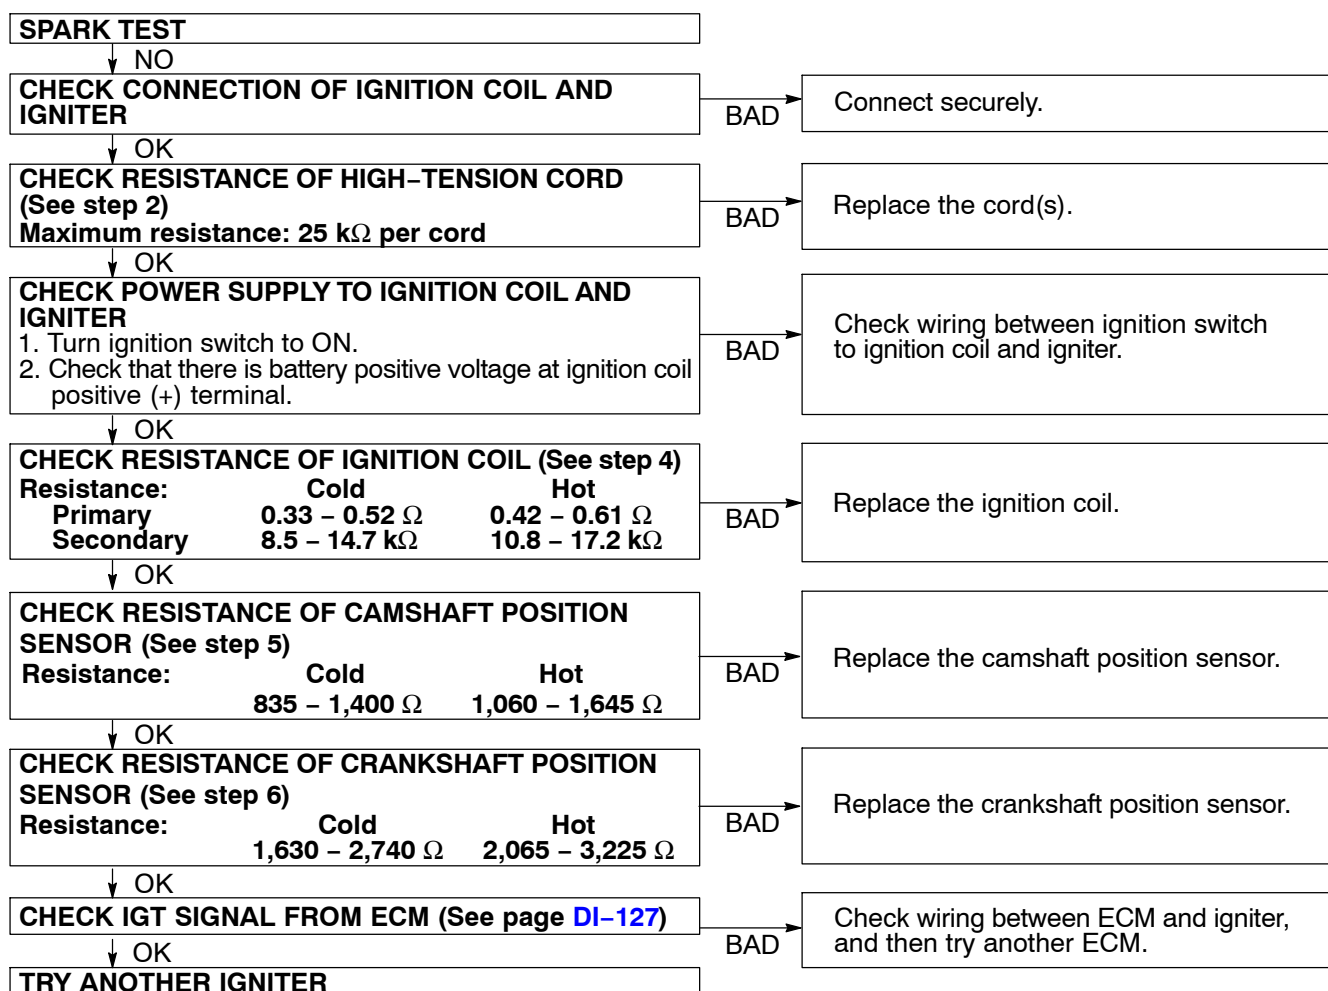 SPARK TEST
NO
CHECK CONNECTION OF IGNITION COIL AND
IGNITER
BAD
Connect securely.
OK
CHECK RESISTANCE OF HIGH−TENSION CORD
(See step 2)
Maximum resistance: 25 kΩ per cord
BAD
Replace the cord(s).
OK
CHECK POWER SUPPLY TO IGNITION COIL AND
IGNITER
1. Turn ignition switch to ON.
2. Check that there is battery positive voltage at ignition coil
positive (+) terminal.
BAD
Check wiring between ignition switch
to ignition coil and igniter.
OK
CHECK RESISTANCE OF IGNITION COIL (See step 4)
Resistance: Cold Hot
Primary 0.33 − 0.52 Ω 0.42 − 0.61 Ω
Secondary 8.5 − 14.7 kΩ 10.8 − 17.2 kΩ
BAD
Replace the ignition coil.
OK
CHECK RESISTANCE OF CAMSHAFT POSITION
SENSOR (See step 5)
Resistance: Cold Hot
835 − 1,400 Ω 1,060 − 1,645 Ω
BAD
Replace the camshaft position sensor.
OK
CHECK RESISTANCE OF CRANKSHAFT POSITION
SENSOR (See step 6)
Resistance: Cold Hot
1,630 − 2,740 Ω 2,065 − 3,225 Ω
BAD
Replace the crankshaft position sensor.
OK
CHECK IGT SIGNAL FROM ECM (See page DI−127)
BAD
Check wiring between ECM and igniter,
and then try another ECM.
OK
TRY ANOTHER IGNITER